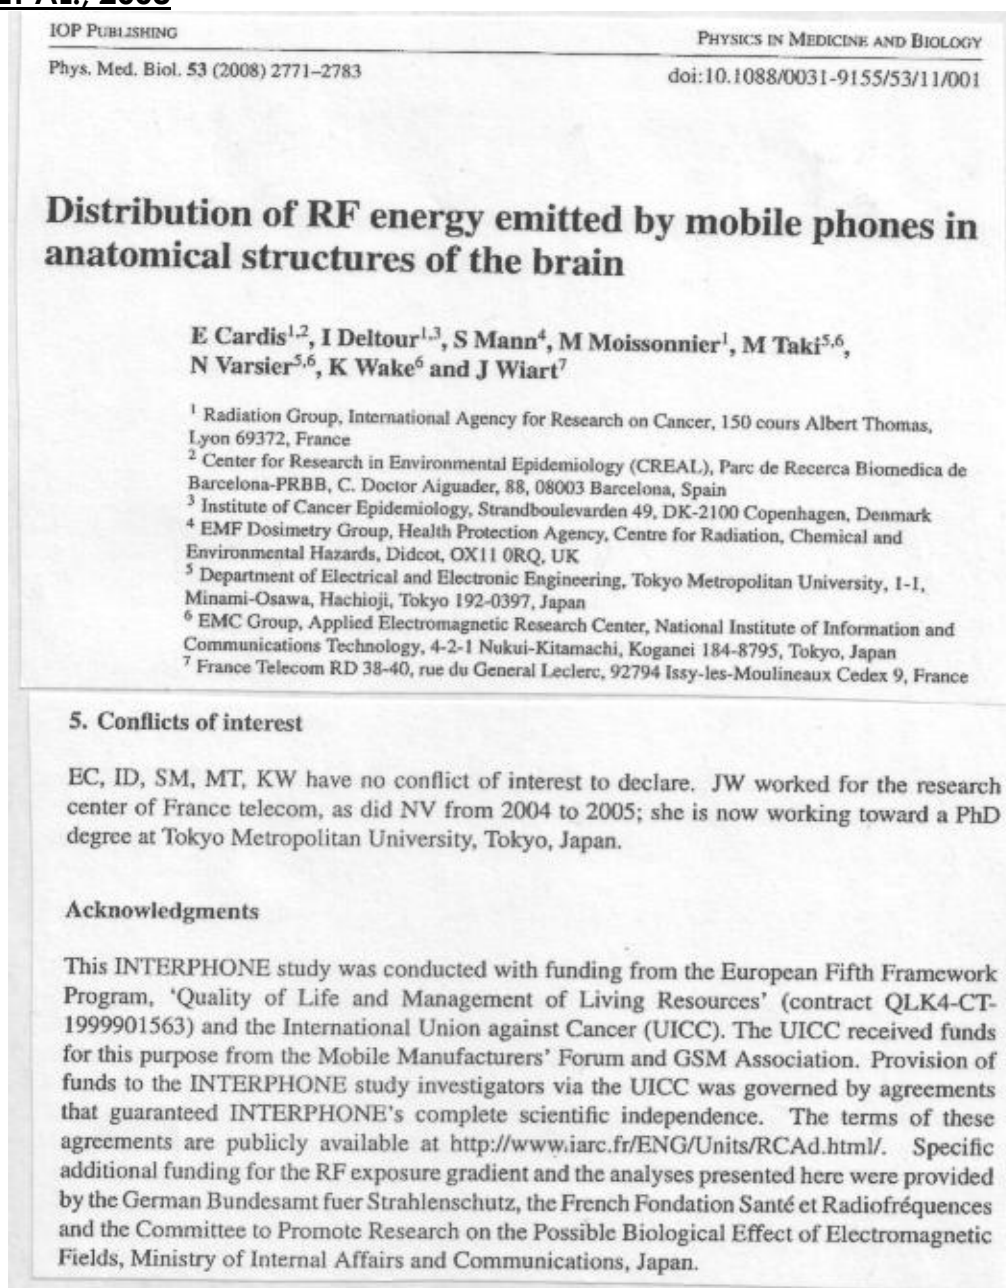 ET AL., 2008
IOP PUBLISHING
PHYSICS IN MEDICINE AND BIOLOGY
Phys. Med. Biol. 53 (2008) 2771–2783
doi:10.1088/0031-9155/53/11/001
Distribution of RF energy emitted by mobile phones in
anatomical structures of the brain
E Cardis1,2, I Deltour1,3, S Mann4, M Moissonnier1, M Taki5,6,
N Varsier5,6, K Wake6 and J Wiart7
1 Radiation Group, International Agency for Research on Cancer, 150 cours Albert Thomas,
Lyon 69372, France
2 Center for Research in Environmental Epidemiology (CREAL), Parc de Recerca Biomedica de
Barcelona-PRBB, C. Doctor Aiguader, 88, 08003 Barcelona, Spain
3 Institute of Cancer Epidemiology, Strandboulevarden 49, DK-2100 Copenhagen, Denmark
4 EMF Dosimetry Group, Health Protection Agency, Centre for Radiation, Chemical and
Environmental Hazards, Didcot, OX11 0RQ, UK
5 Department of Electrical and Electronic Engineering, Tokyo Metropolitan University, 1-1,
Minami-Osawa, Hachioji, Tokyo 192-0397, Japan
6 EMC Group, Applied Electromagnetic Research Center, National Institute of Information and
Communications Technology, 4-2-1 Nukui-Kitamachi, Koganei 184-8795, Tokyo, Japan
7 France Telecom RD 38-40, rue du General Leclerc, 92794 Issy-les-Moulineaux Cedex 9, France
5. Conflicts of interest
EC, ID, SM, MT, KW have no conflict of interest to declare. JW worked for the research
center of France telecom, as did NV from 2004 to 2005; she is now working toward a PhD
degree at Tokyo Metropolitan University, Tokyo, Japan.
Acknowledgments
This INTERPHONE study was conducted with funding from the European Fifth Framework
Program, 'Quality of Life and Management of Living Resources' (contract QLK4-CT-
1999901563) and the International Union against Cancer (UICC). The UICC received funds
for this purpose from the Mobile Manufacturers' Forum and GSM Association. Provision of
funds to the INTERPHONE study investigators via the UICC was governed by agreements
that guaranteed INTERPHONE's complete scientific independence. The terms of these
agreements are publicly available at http://www.iarc.fr/ENG/Units/RCAd.html/. Specific
additional funding for the RF exposure gradient and the analyses presented here were provided
by the German Bundesamt fuer Strahlenschutz, the French Fondation Santé et Radiofréquences
and the Committee to Promote Research on the Possible Biological Effect of Electromagnetic
Fields, Ministry of Internal Affairs and Communications, Japan.